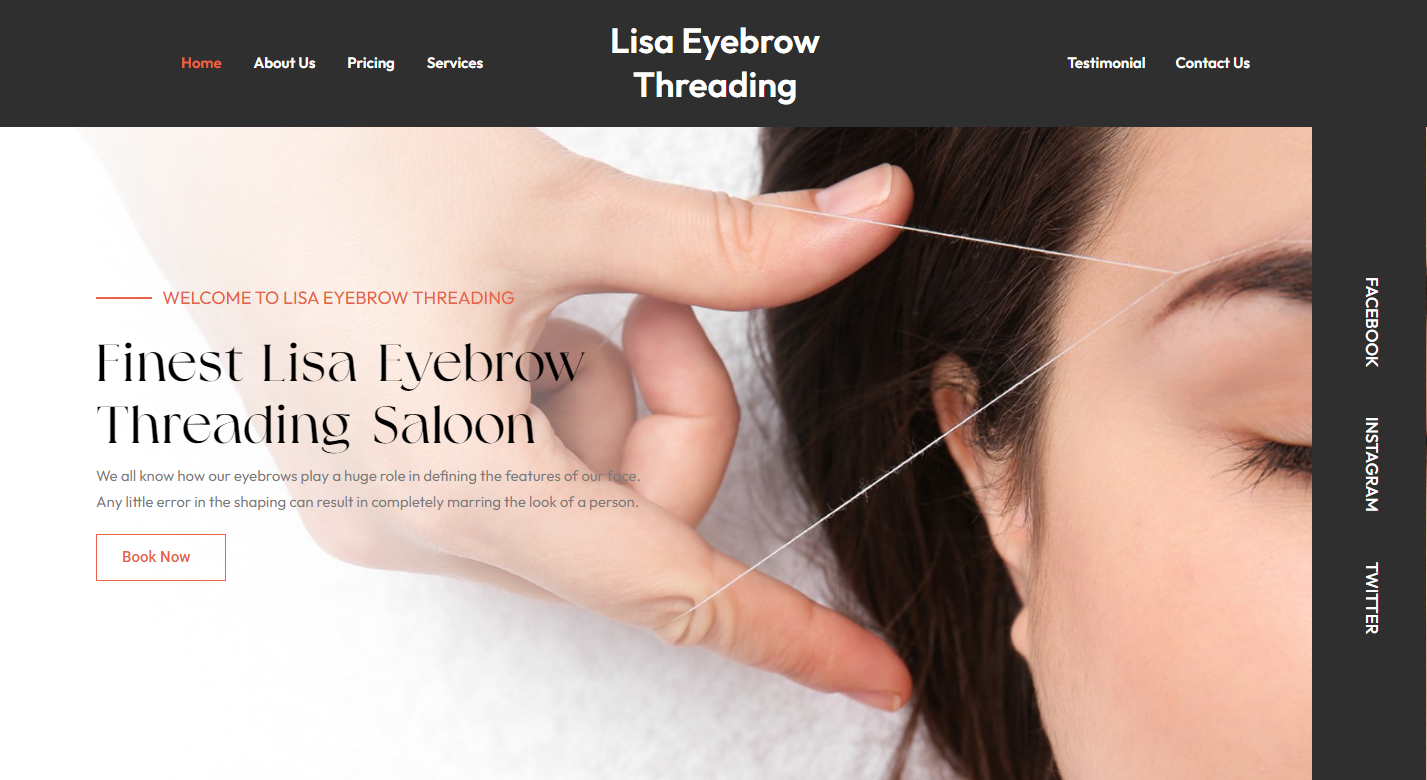 Home About Us Pricing Services
Lisa Eyebrow
Threading
Testimonial Contact Us
WELCOME TO LISA EYEBROW THREADING
Finest Lisa Eyebrow
Threading Saloon
We all know how our eyebrows play a huge role in defining the features of our face.
Any little error in the shaping can result in completely marring the look of a person.
Book Now
FACEBOOK
INSTAGRAM
TWITTER